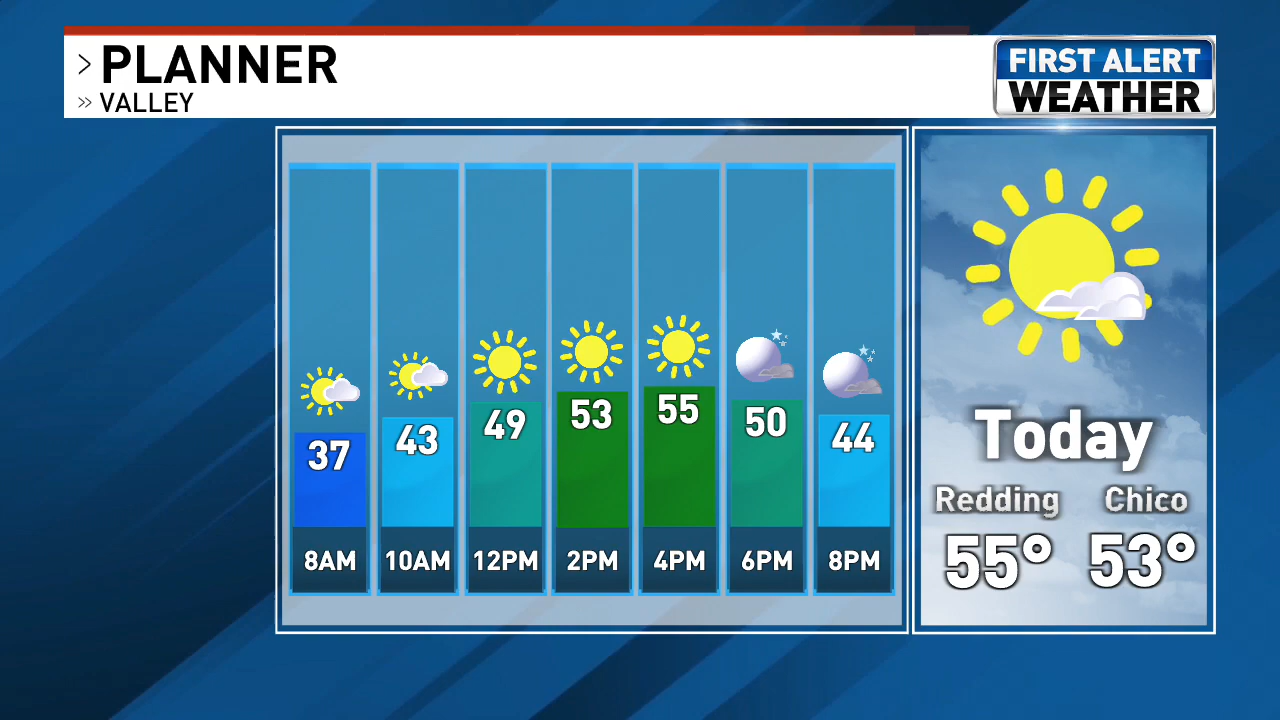 > PLANNER
» VALLEY
FIRST ALERT
WEATHER
37 43 49 53 55 50 44
8AM 10AM 12PM 2PM 4PM 6PM 8PM
Today
Redding Chico
55° 53°